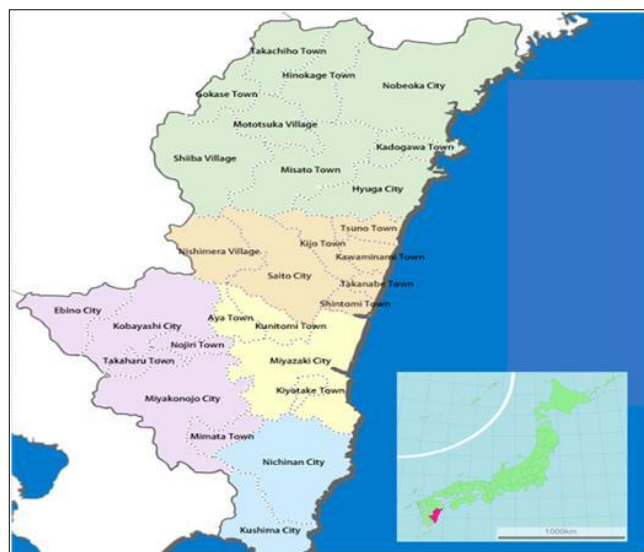 Takachiho Town
Hinokage Town
Nobeoka City
Gokase Town
Mototsuka Village
Kadogawa Town
Shiiba Village
Misato Town
Hyuga City
Tsuno Town
Nishimera Village
Kijo Town
Kawaminami Town
Saito City
Takanabe Town
Shintomi Town
Ebino City
Aya Town
Kobayashi City
Kunitomi Town
Nojiri Town
Takaharu Town
Miyazaki City
Miyakonojo City
Kiyotake Town
Mimata Town
Nichinan City
Kushima City
1000km